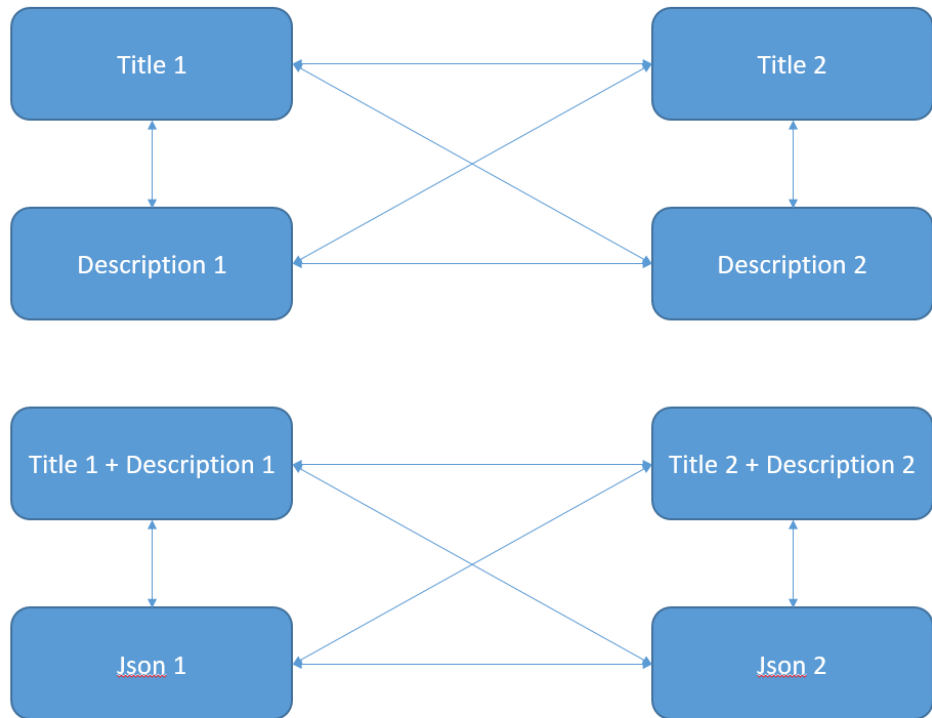 Title 1
Title 2
Description 1
Description 2
Title 1 + Description 1
Title 2 + Description 2
Json 1
Json 2